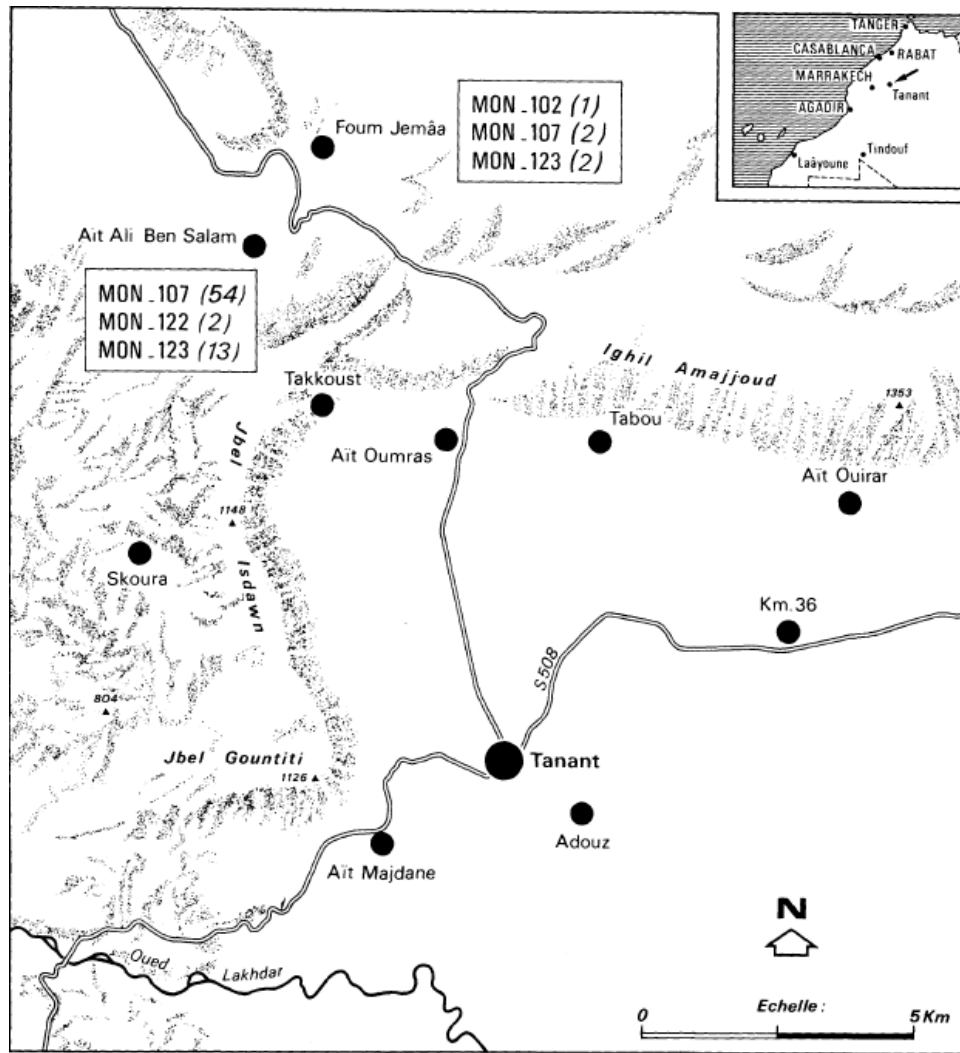 TANGER
CASABLANCA
RABAT
MARRAKECH
Tanant
AGADIR
Laâyoune
Tindouf
MON_102 (1)
MON_107 (2)
MON_123 (2)
Foum Jemâa
Aït Ali Ben Salam
MON_107 (54)
MON_122 (2)
MON_123 (13)
Ighil Amajjoud
1353
Takkoust
Tabou
Jbel Isdawn
Aït Oumras
Aït Ouirar
1148
Skoura
Km.36
S508
804
Jbel Gountiti
1126
Tanant
Adouz
Aït Majdane
N
Oued Lakhdar
Echelle :
0 5 Km